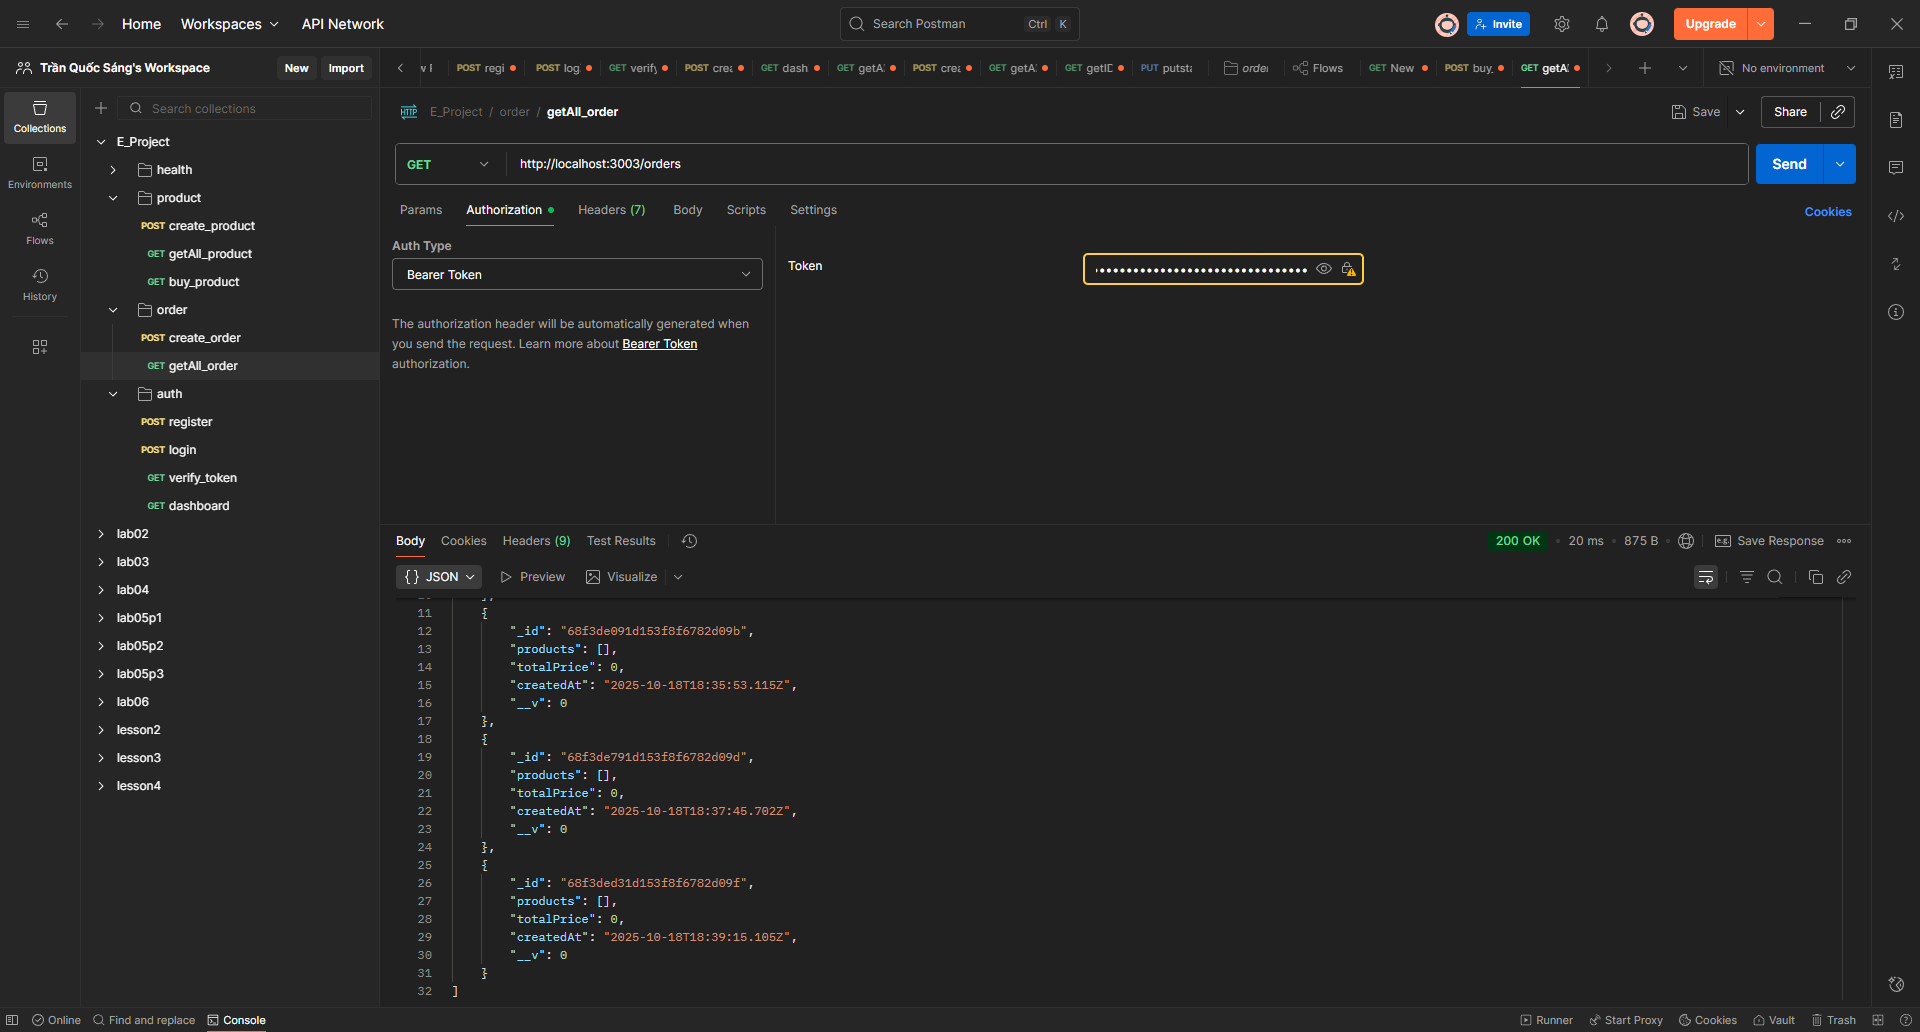 Home Workspaces API Network Search Postman Ctrl K Invite Upgrade
Trần Quốc Sáng's Workspace New Import
POST regi POST log GET verify POST crea GET dash GET getA POST crea GET getA GET getID PUT putsta order Flows GET New POST buy_ GET getA No environment
Collections
Environments
Flows
History
Search collections
E_Project
health
product
POST create_product
GET getAll_product
GET buy_product
order
POST create_order
GET getAll_order
auth
POST register
POST login
GET verify_token
GET dashboard
lab02
lab03
lab04
lab05p1
lab05p2
lab05p3
lab06
lesson2
lesson3
lesson4
HTTP E_Project / order / getAll_order Save Share
GET http://localhost:3003/orders Send
Params Authorization Headers (7) Body Scripts Settings Cookies
Auth Type
Bearer Token
The authorization header will be automatically generated when
you send the request. Learn more about Bearer Token
authorization.
Token
Body Cookies Headers (9) Test Results 200 OK • 20 ms • 875 B e.g. Save Response
{} JSON Preview Visualize
11 {
12 "_id": "68f3de091d153f8f6782d09b",
13 "products": [],
14 "totalPrice": 0,
15 "createdAt": "2025-10-18T18:35:53.115Z",
16 "__v": 0
17 },
18 {
19 "_id": "68f3de791d153f8f6782d09d",
20 "products": [],
21 "totalPrice": 0,
22 "createdAt": "2025-10-18T18:37:45.702Z",
23 "__v": 0
24 },
25 {
26 "_id": "68f3ded31d153f8f6782d09f",
27 "products": [],
28 "totalPrice": 0,
29 "createdAt": "2025-10-18T18:39:15.105Z",
30 "__v": 0
31 }
32 ]
Online Find and replace Console Runner Start Proxy Cookies Vault Trash